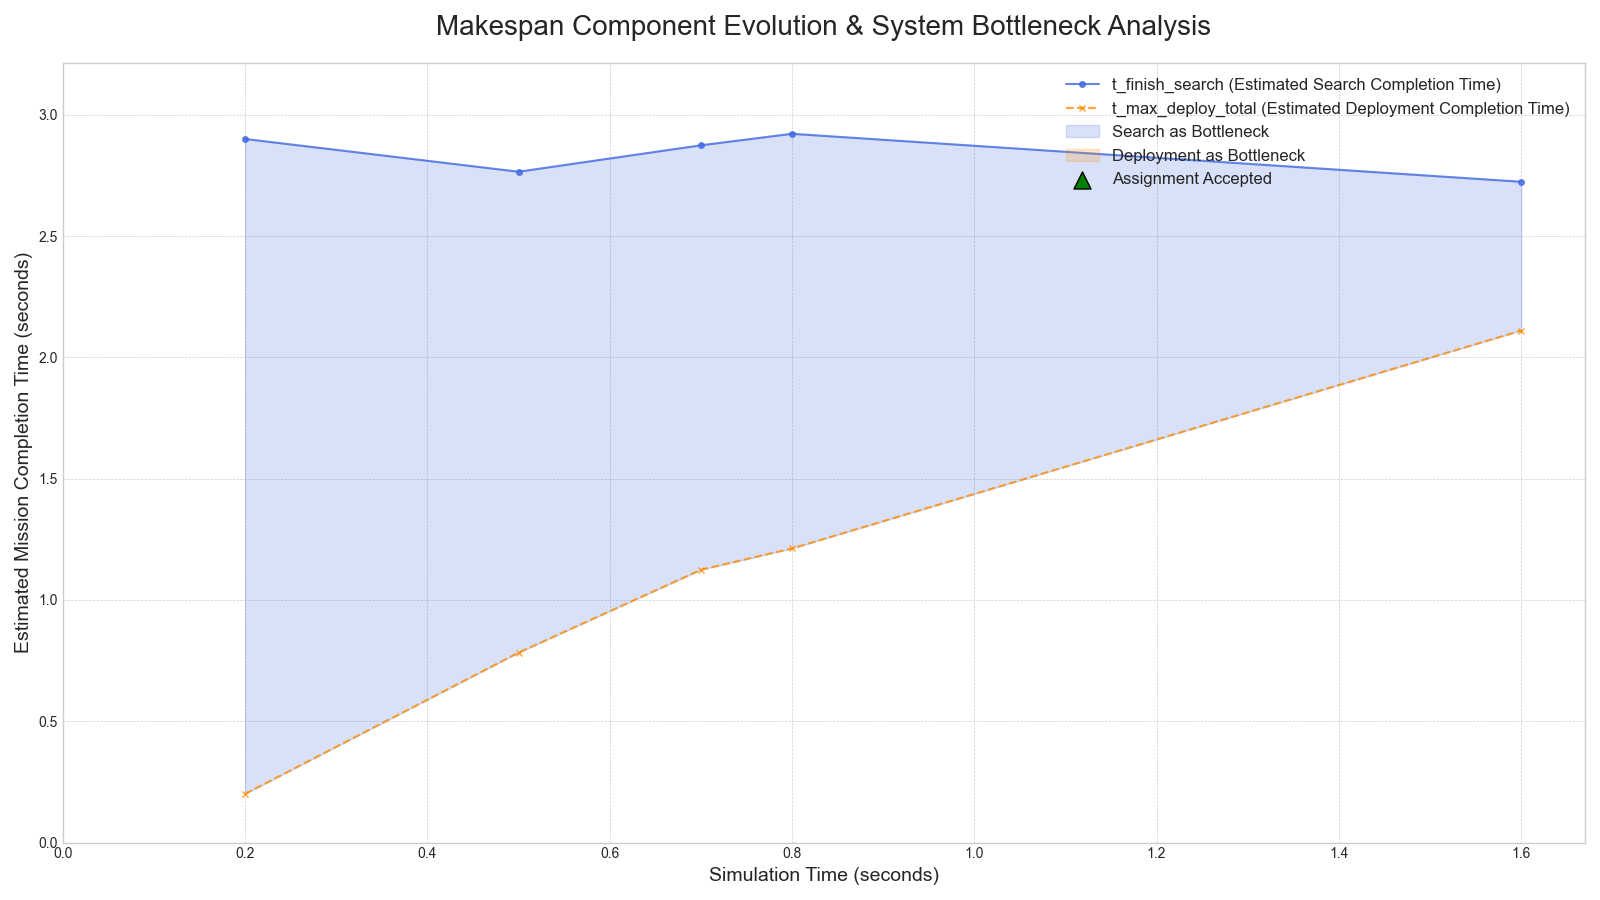 Makespan Component Evolution & System Bottleneck Analysis
t_finish_search (Estimated Search Completion Time)
t_max_deploy_total (Estimated Deployment Completion Time)
Search as Bottleneck
Deployment as Bottleneck
Assignment Accepted
Estimated Mission Completion Time (seconds)
3.0
2.5
2.0
1.5
1.0
0.5
0.0
0.0 0.2 0.4 0.6 0.8 1.0 1.2 1.4 1.6
Simulation Time (seconds)